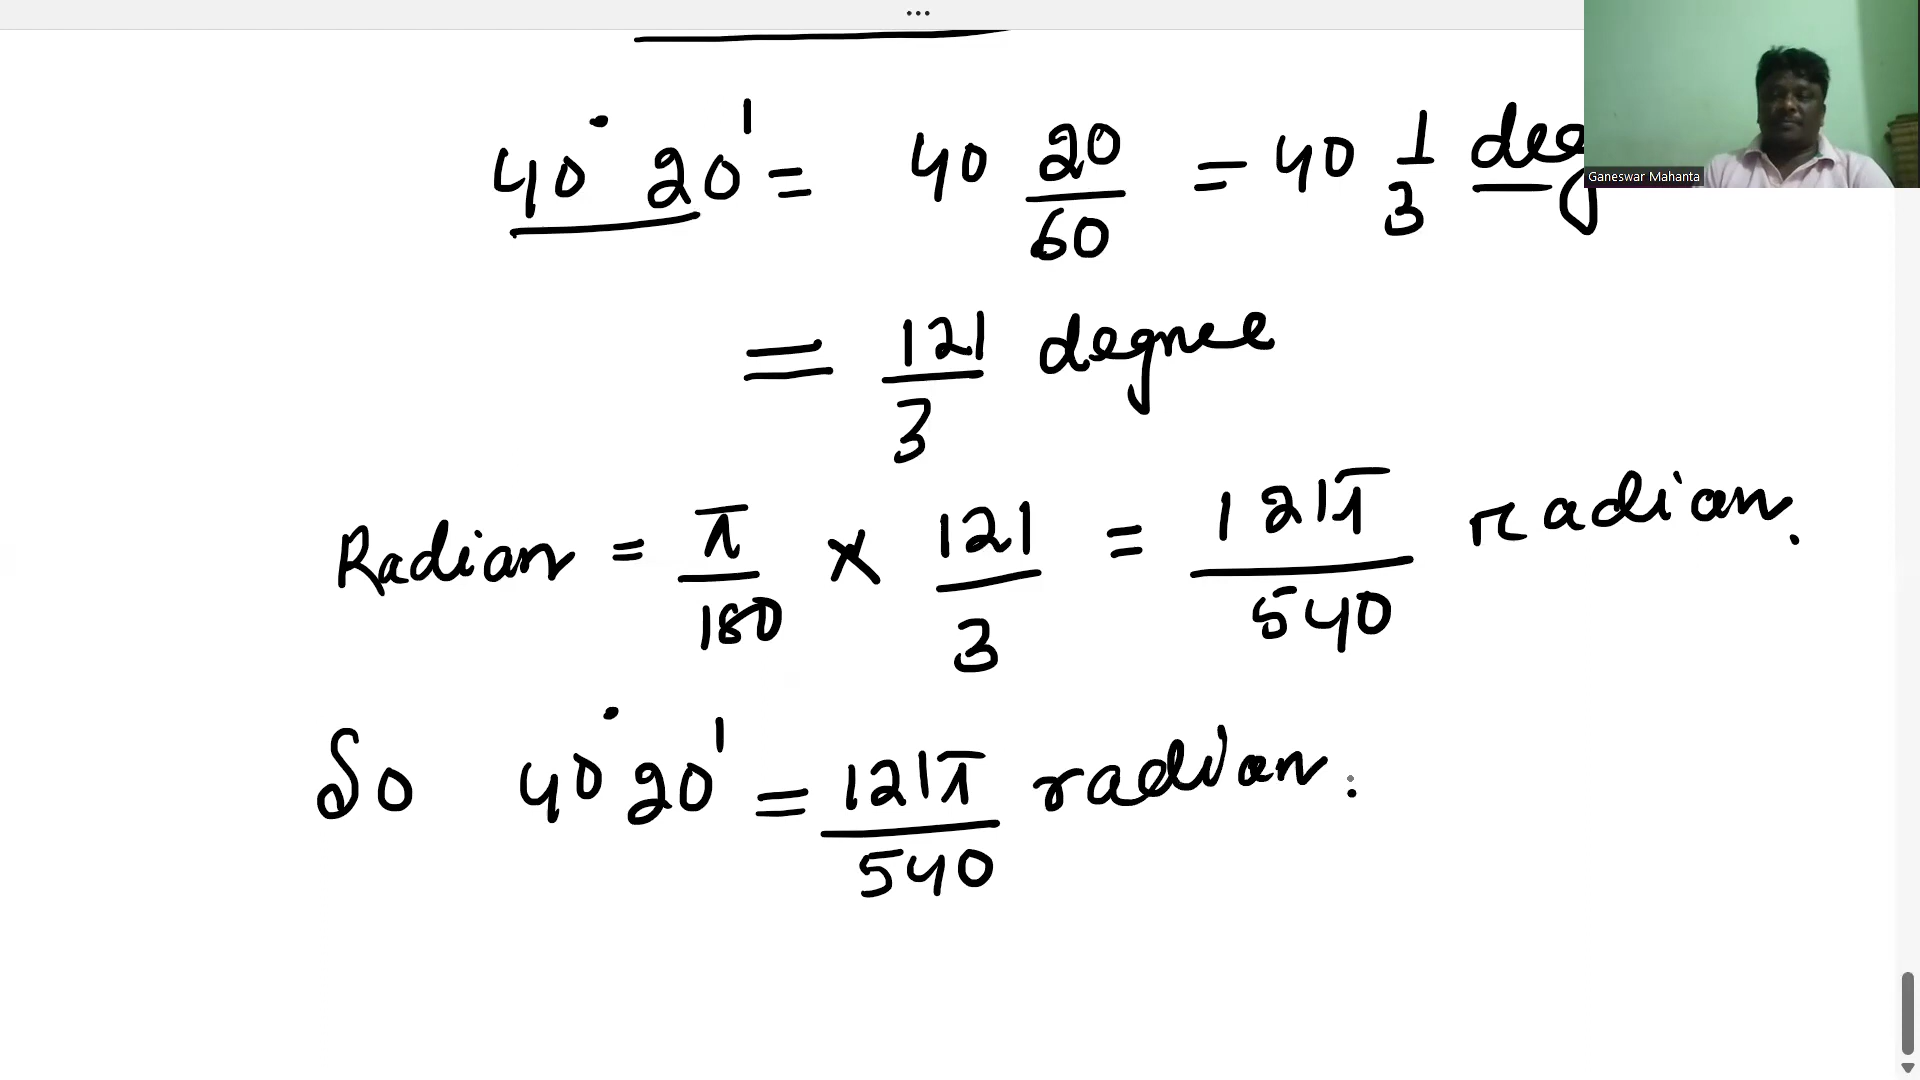 ...
40° 20' = 40 20/60 = 40 1/3 deg
Ganeswar Mahanta
= 121/3 degree
Radian = π/180 × 121/3 = 121π/540 radian.
So 40° 20' = 121π/540 radian.